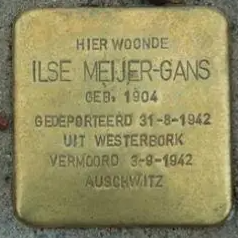 HIER WOONDE
ILSE MEIJER-GANS
GEB. 1904
GEDEPORTEERD 31-8-1942
UIT WESTERBORK
VERMOORD 3-9-1942
AUSCHWITZ